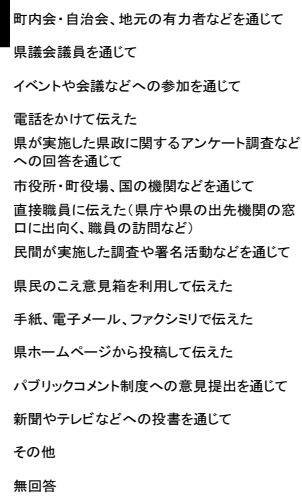 町内会・自治会、地元の有力者などを通じて
県議会議員を通じて
イベントや会議などへの参加を通じて
電話をかけて伝えた
県が実施した県政に関するアンケート調査など
への回答を通じて
市役所・町役場、国の機関などを通じて
直接職員に伝えた（県庁や県の出先機関の窓
口に出向く、職員の訪問など）
民間が実施した調査や署名活動などを通じて
県民のこえ意見箱を利用して伝えた
手紙、電子メール、ファクシミリで伝えた
県ホームページから投稿して伝えた
パブリックコメント制度への意見提出を通じて
新聞やテレビなどへの投書を通じて
その他
無回答